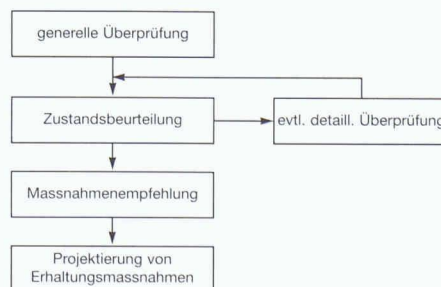 generelle Überprüfung
Zustandsbeurteilung
evtl. detaill. Überprüfung
Massnahmenempfehlung
Projektierung von
Erhaltungsmassnahmen